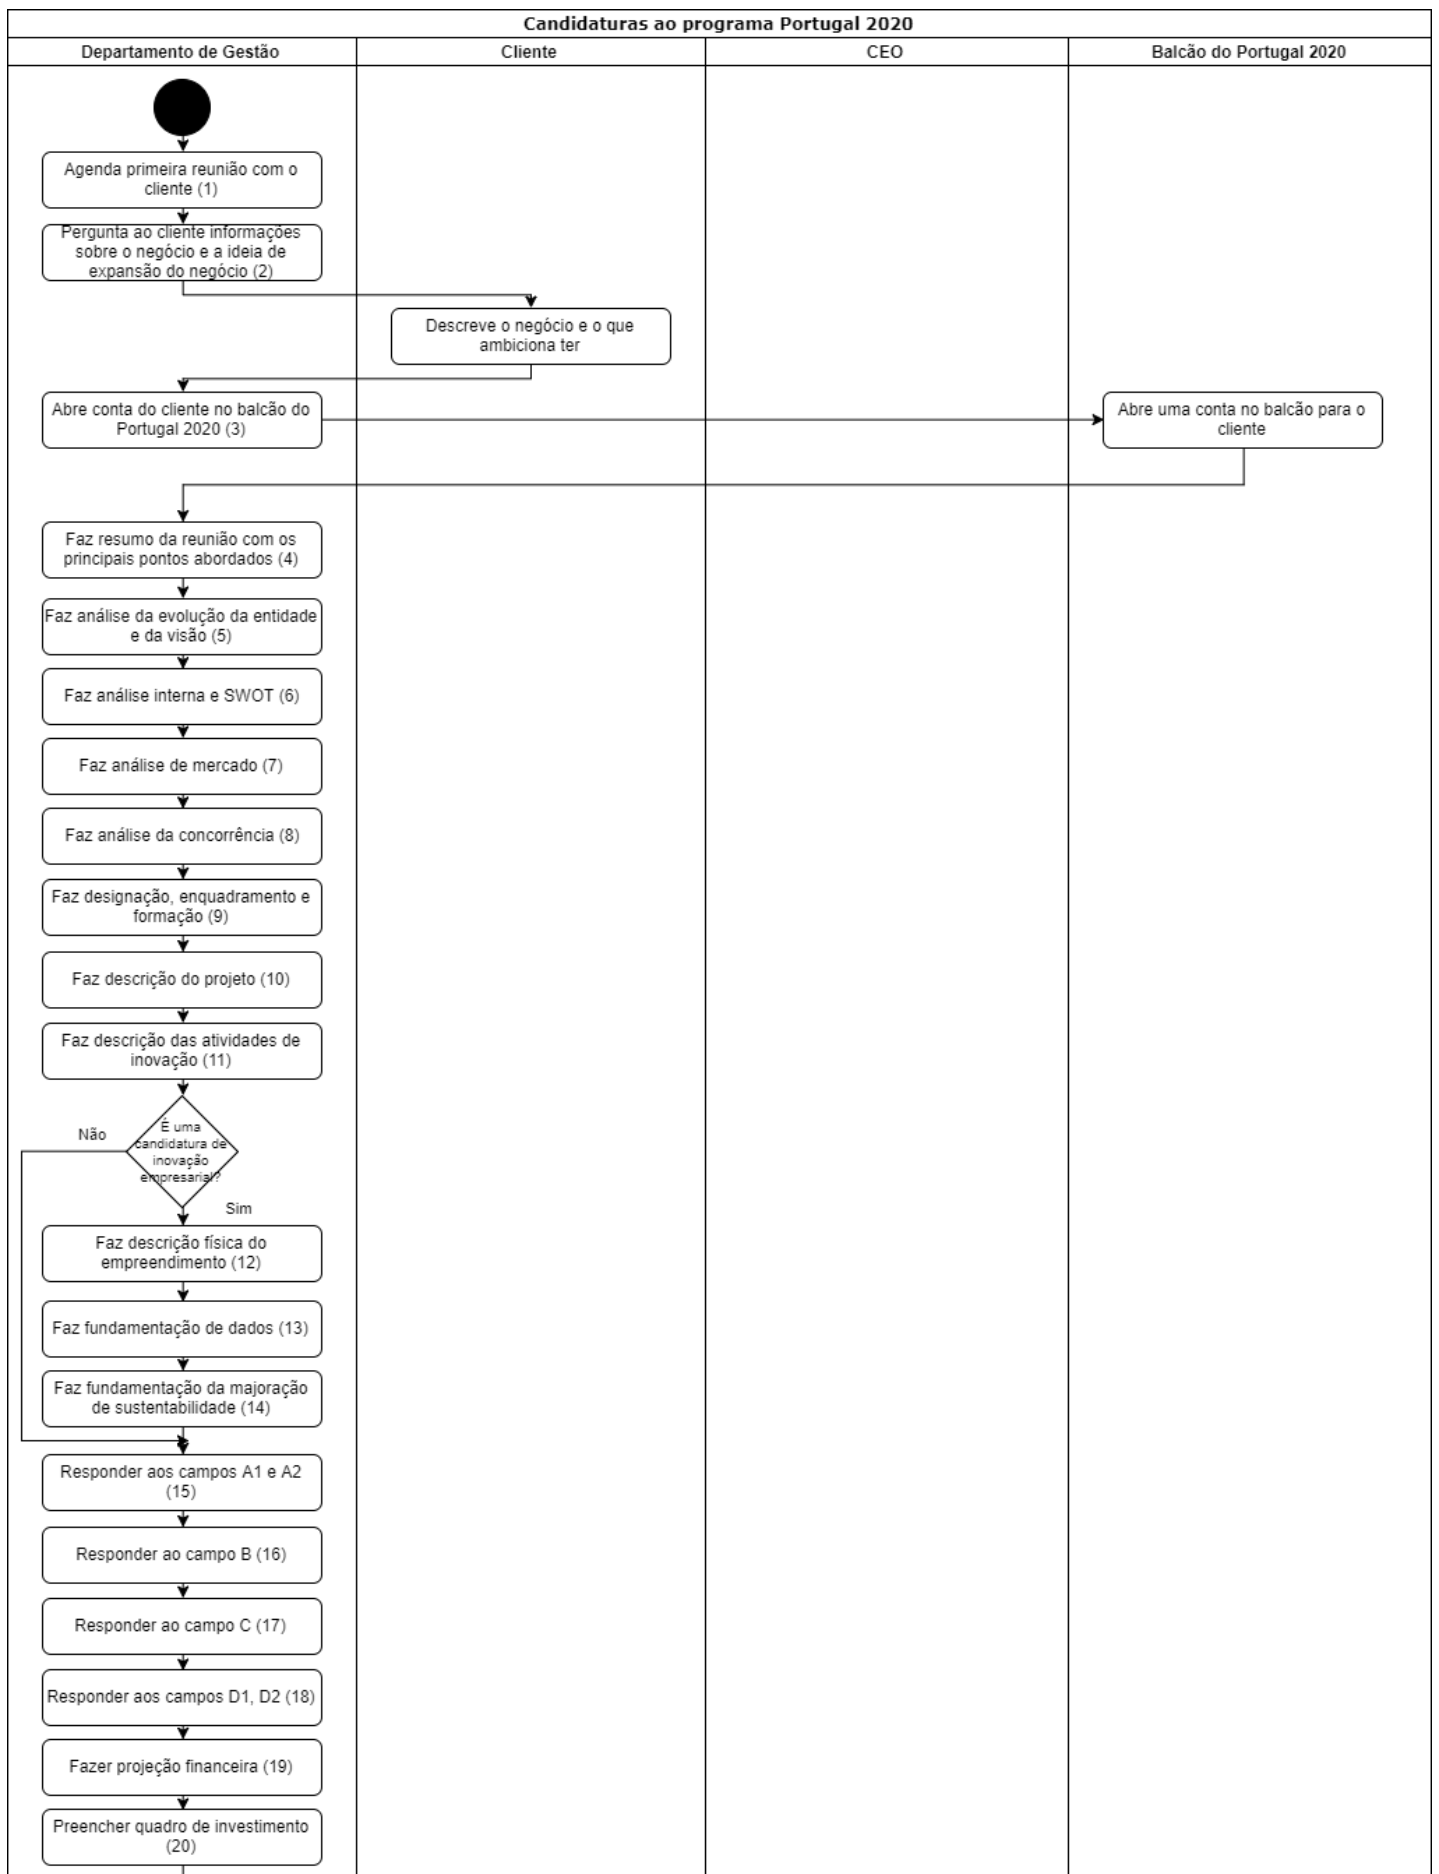 Candidaturas ao programa Portugal 2020
Departamento de Gestão
Cliente
CEO
Balcão do Portugal 2020
Agenda primeira reunião com o
cliente (1)
Pergunta ao cliente informações
sobre o negócio e a ideia de
expansão do negócio (2)
Descreve o negócio e o que
ambiciona ter
Abre conta do cliente no balcão do
Portugal 2020 (3)
Abre uma conta no balcão para o
cliente
Faz resumo da reunião com os
principais pontos abordados (4)
Faz análise da evolução da entidade
e da visão (5)
Faz análise interna e SWOT (6)
Faz análise de mercado (7)
Faz análise da concorrência (8)
Faz designação, enquadramento e
formação (9)
Faz descrição do projeto (10)
Faz descrição das atividades de
inovação (11)
É uma
candidatura de
inovação
empresarial?
Não
Sim
Faz descrição física do
empreendimento (12)
Faz fundamentação de dados (13)
Faz fundamentação da majoração
de sustentabilidade (14)
Responder aos campos A1 e A2
(15)
Responder ao campo B (16)
Responder ao campo C (17)
Responder aos campos D1, D2 (18)
Fazer projeção financeira (19)
Preencher quadro de investimento
(20)